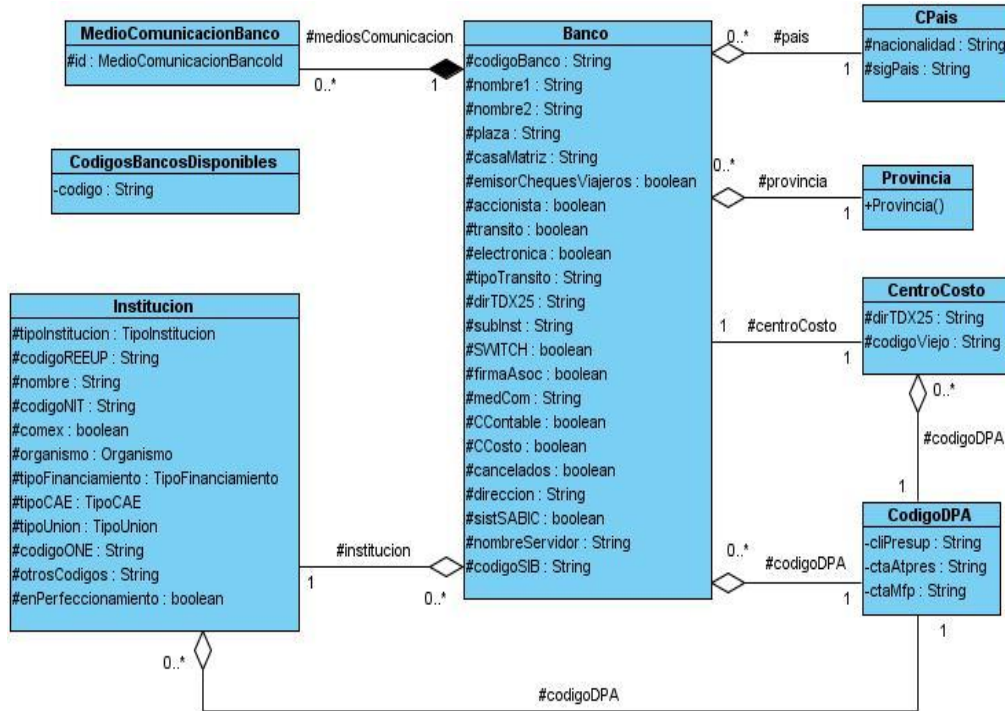 MedioComunicacionBanco
#id : MedioComunicacionBancoId
#mediosComunicacion
0..*
1
CodigosBancosDisponibles
-codigo : String
Banco
#codigoBanco : String
#nombre1 : String
#nombre2 : String
#plaza : String
#casaMatriz : String
#emisorChequesViajeros : boolean
#accionista : boolean
#transito : boolean
#electronica : boolean
#tipoTransito : String
#dirTDX25 : String
#subInst : String
#SWITCH : boolean
#firmaAsoc : boolean
#medCom : String
#CContable : boolean
#CCosto : boolean
#cancelados : boolean
#direccion : String
#sistSABIC : boolean
#nombreServidor : String
#codigoSIB : String
0..*
#pais
1
CPais
#nacionalidad : String
#sigPais : String
0..*
#provincia
1
Provincia
+Provincia()
1
#centroCosto
1
CentroCosto
#dirTDX25 : String
#codigoViejo : String
0..*
#codigoDPA
1
CodigoDPA
-cliPresup : String
-ctaAtpres : String
-ctaMfp : String
0..*
#codigoDPA
1
1
Institucion
#tipoInstitucion : TipoInstitucion
#codigoREEUP : String
#nombre : String
#codigoNIT : String
#comex : boolean
#organismo : Organismo
#tipoFinanciamiento : TipoFinanciamiento
#tipoCAE : TipoCAE
#tipoUnion : TipoUnion
#codigoONE : String
#otrosCodigos : String
#enPerfeccionamiento : boolean
#institucion
1
0..*
0..*
#codigoDPA